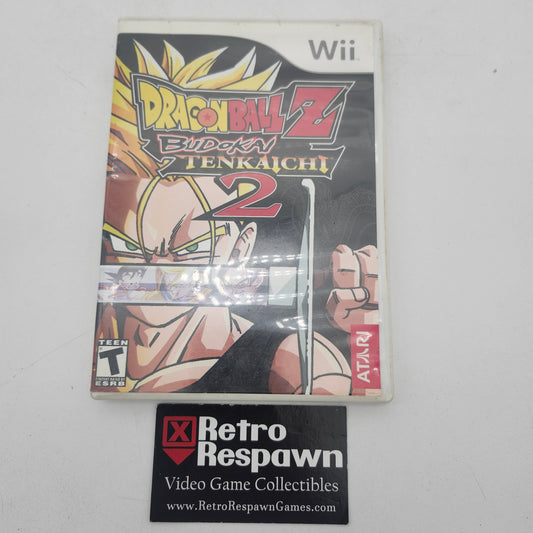 Wii
DRAGON BALL Z
BUDOKAI
TENKAICHI
2
TEEN
T
ESRB
ATARI
X Retro
Respawn
Video Game Collectibles
www.RetroRespawnGames.com